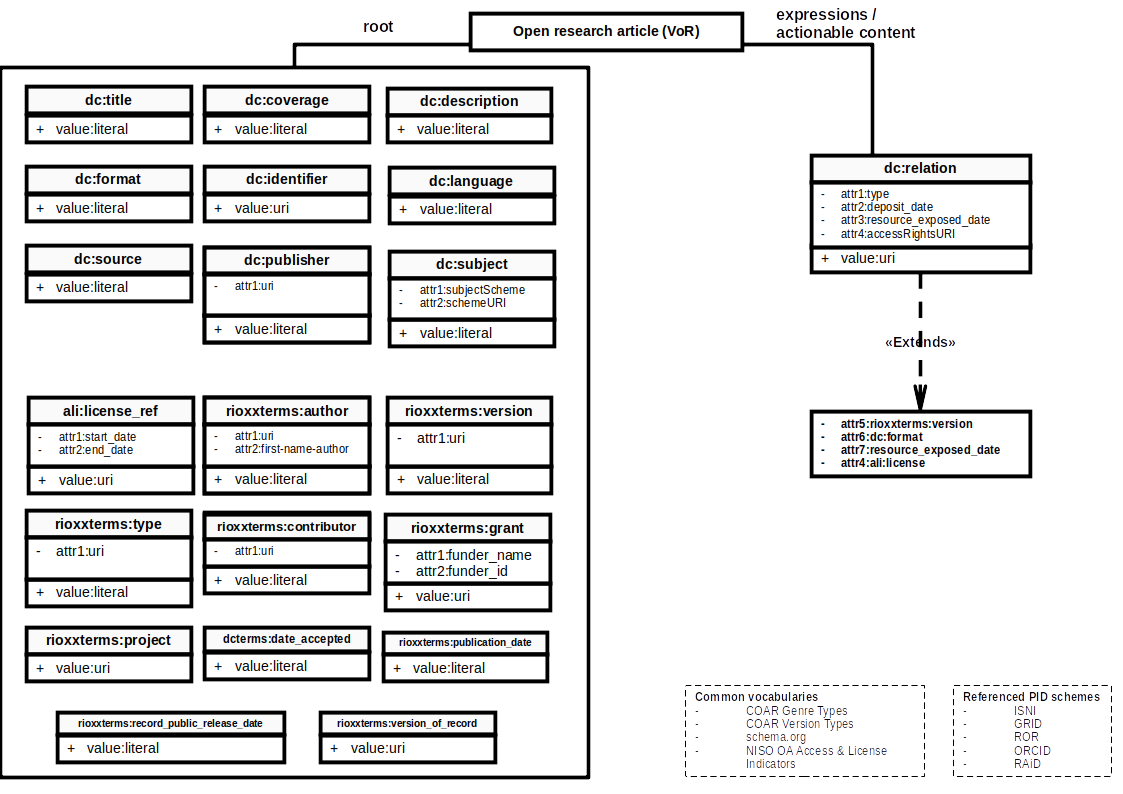 root
Open research article (VoR)
expressions /
actionable content
dc:title
+ value:literal
dc:coverage
+ value:literal
dc:description
+ value:literal
dc:format
+ value:literal
dc:identifier
+ value:uri
dc:language
+ value:literal
dc:source
+ value:literal
dc:publisher
- attr1:uri
+ value:literal
dc:subject
- attr1:subjectScheme
- attr2:schemeURI
+ value:literal
ali:license_ref
- attr1:start_date
- attr2:end_date
+ value:uri
rioxxterms:author
- attr1:uri
- attr2:first-name-author
+ value:literal
rioxxterms:version
- attr1:uri
+ value:literal
rioxxterms:type
- attr1:uri
+ value:literal
rioxxterms:contributor
- attr1:uri
+ value:literal
rioxxterms:grant
- attr1:funder_name
- attr2:funder_id
+ value:uri
rioxxterms:project
+ value:uri
dcterms:date_accepted
+ value:literal
rioxxterms:publication_date
+ value:literal
rioxxterms:record_public_release_date
+ value:literal
rioxxterms:version_of_record
+ value:uri
dc:relation
- attr1:type
- attr2:deposit_date
- attr3:resource_exposed_date
- attr4:accessRightsURI
+ value:uri
«Extends»
- attr5:rioxxterms:version
- attr6:dc:format
- attr7:resource_exposed_date
- attr4:ali:license
Common vocabularies
- COAR Genre Types
- COAR Version Types
- schema.org
- NISO OA Access & License
Indicators
Referenced PID schemes
- ISNI
- GRID
- ROR
- ORCID
- RAiD